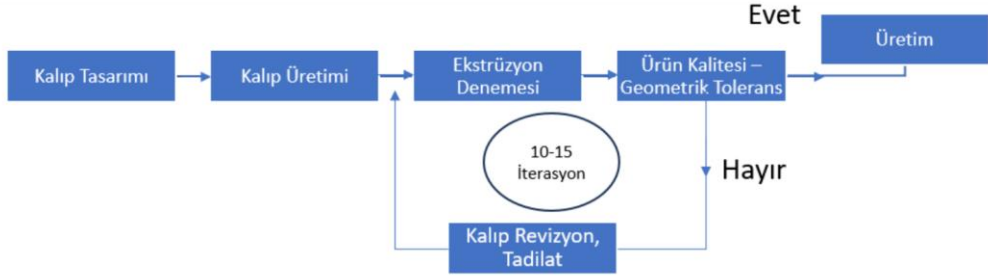 Evet
Üretim
Kalıp Tasarımı
Kalıp Üretimi
Ekstrüzyon
Denemesi
Ürün Kalitesi –
Geometrik Tolerans
10-15
İterasyon
Hayır
Kalıp Revizyon,
Tadilat